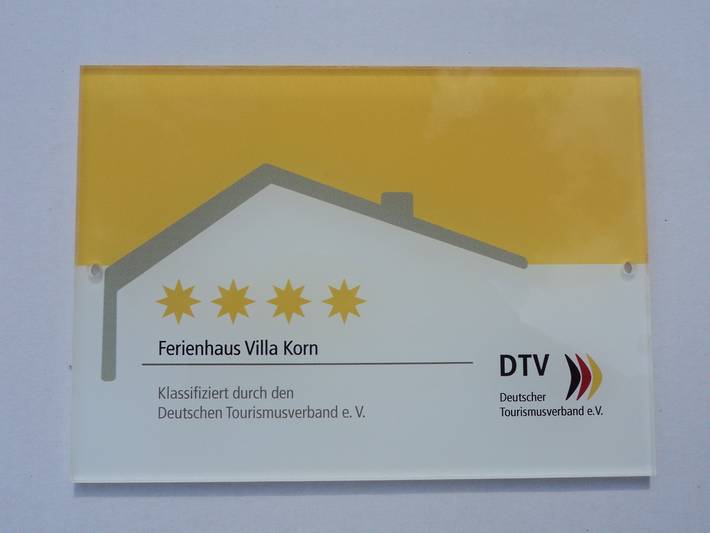 Ferienhaus Villa Korn
Klassifiziert durch den
Deutschen Tourismusverband e. V.
DTV
Deutscher
Tourismusverband e.V.